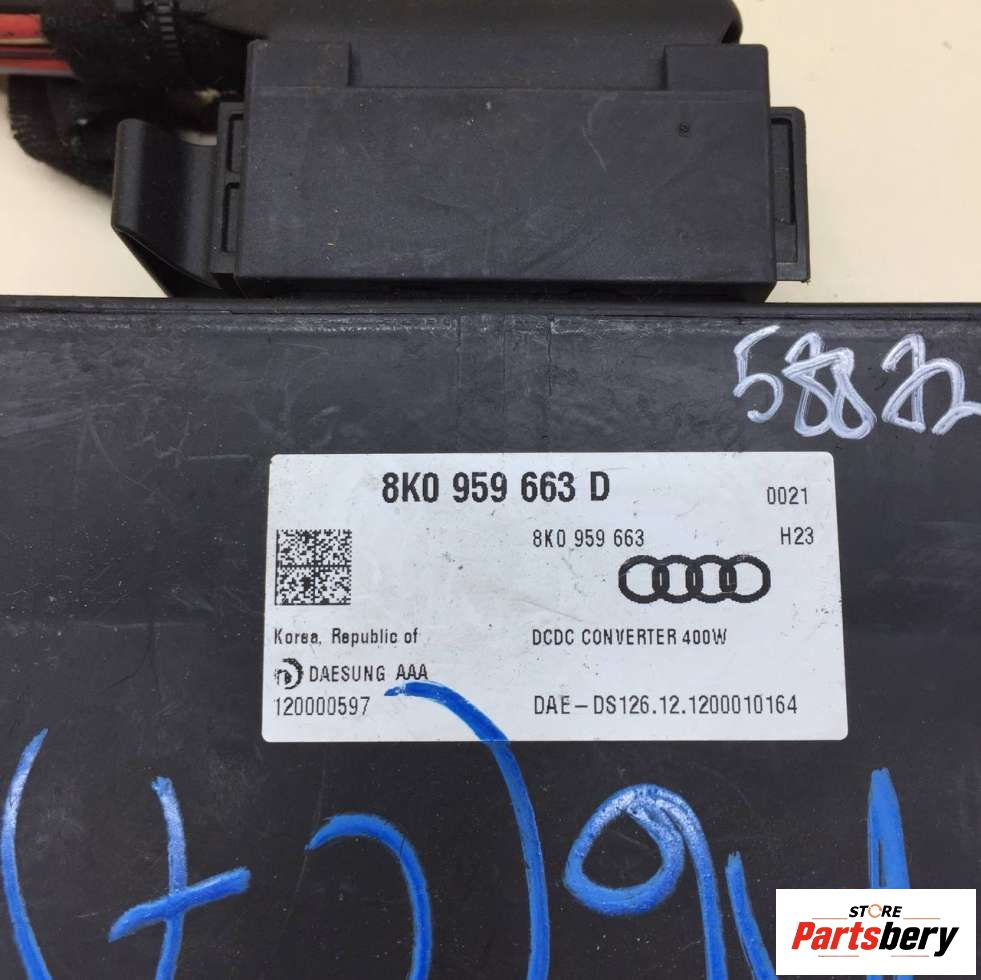 58822
8K0 959 663 D
0021
8K0 959 663
H23
Korea, Republic of
DCDC CONVERTER 400W
DAESUNG AAA
120000597
DAE-DS126.12.1200010164
STORE
Partsbery